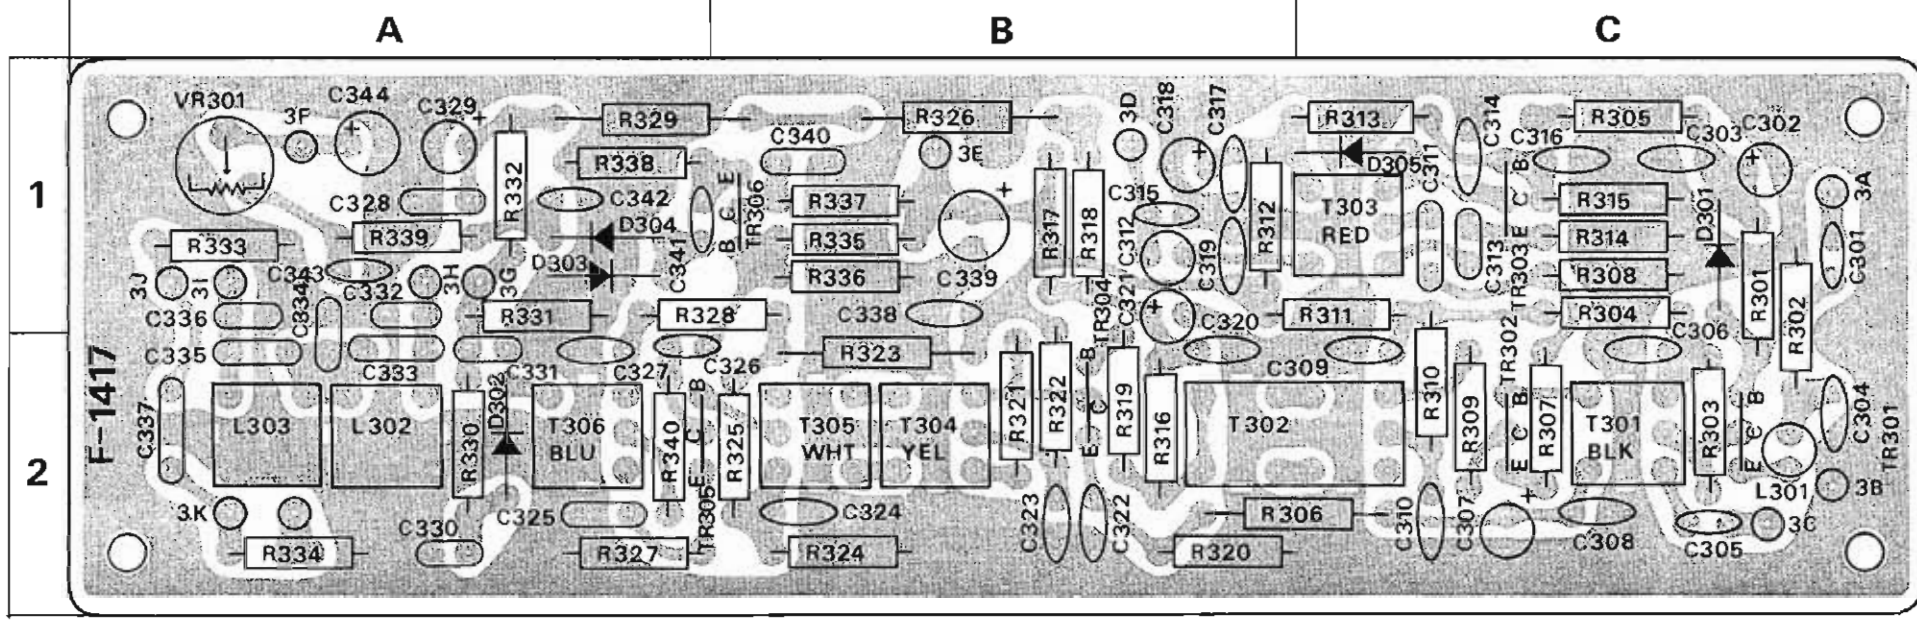 A B C
1
2
F-1417
VR301 3F C344 C329 + R329
+
R332 R338
C328 C342
R333 R339 D304
D303 C341
3J 3I C343 3H 3G
C336 C334 C332 R331 R328
C335 C333 C331 C327 C326
C337 L303 L302 R330 D302 T306 BLU R340 B C E TR305 R325
3K C330 C325
R334 R327
E C B TR306
C340 R326 3E
R337
R335
R336 C339 +
C338
R323
T305 WHT T304 YEL
C324
R324
R317 R318
3D C318 C317
+
C315
C312 C319 R312
C321 +
TR304 B C E
C320
R321 R322 R319 R316
C323 C322
T302
C309
R306
R320
R313
D305 C311 C314
T303 RED
C313 TR303 B C E
R311
C316 R305 C303 C302
+
R315
R314
R308
R304
D301 R301 R302
3A
C301
C306
R310 R309 TR302 B C E R307
T301 BLK
R303 B C E
C304 TR301
L301 3B
C310 C307 + C308 C305 3C